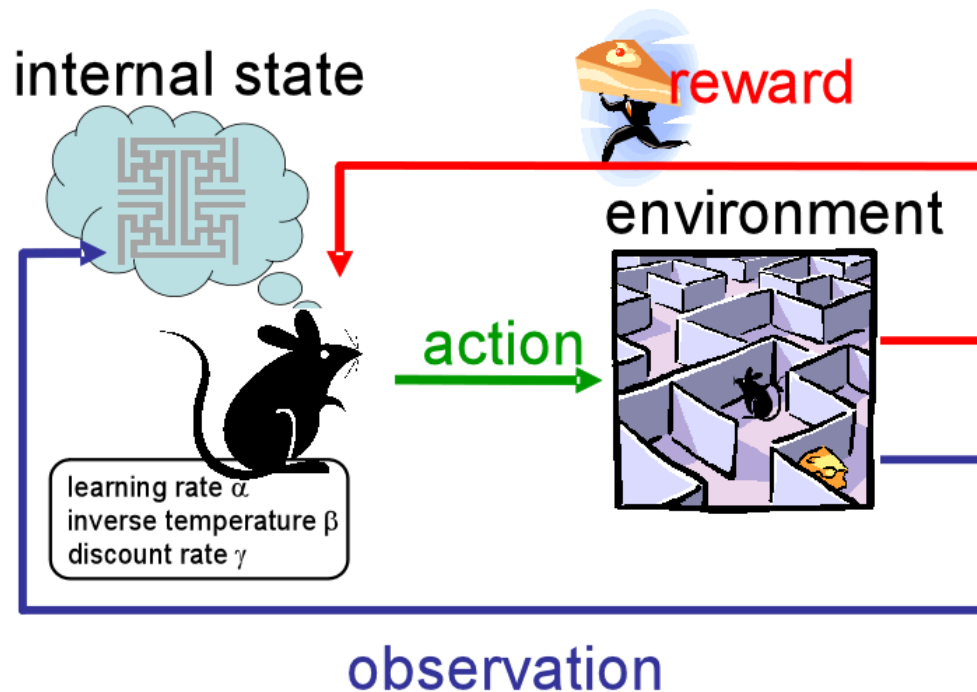 internal state
reward
environment
action
learning rate α
inverse temperature β
discount rate γ
observation